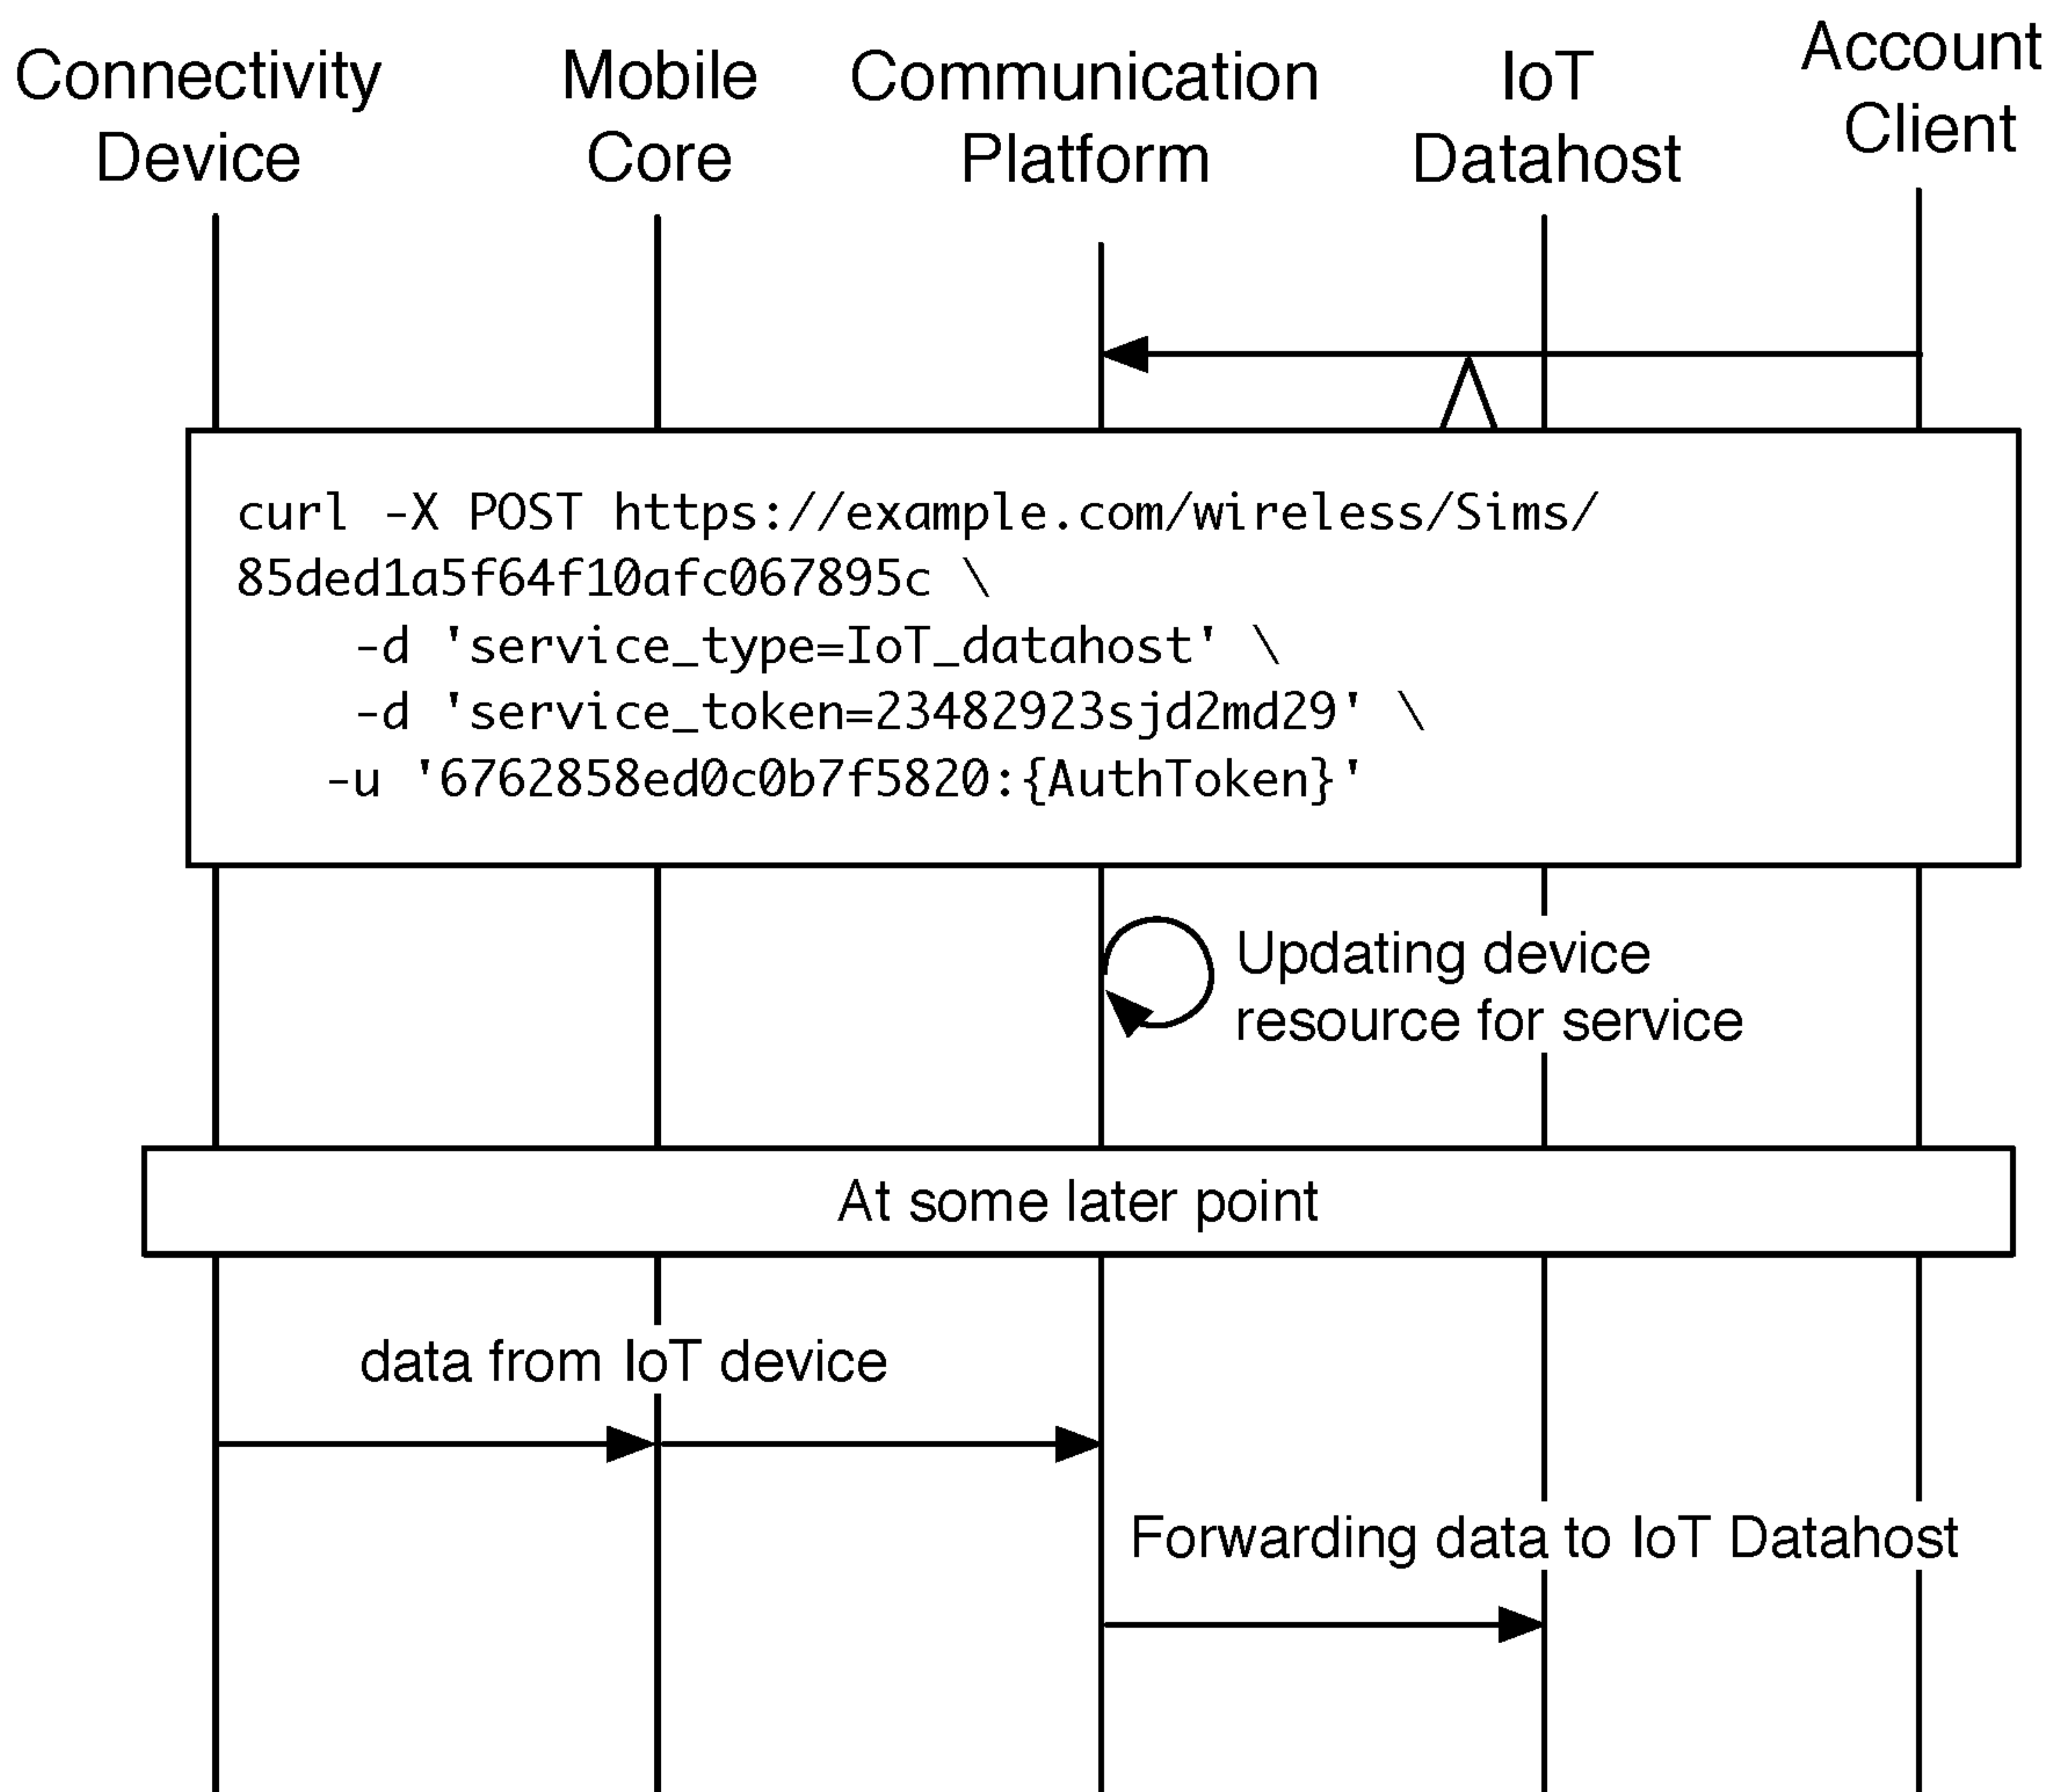 Connectivity
Device
Mobile
Core
Communication
Platform
IoT
Datahost
Account
Client
curl -X POST https://example.com/wireless/Sims/
85ded1a5f64f10afc067895c \
-d 'service_type=IoT_datahost' \
-d 'service_token=23482923sjd2md29' \
-u '6762858ed0c0b7f5820:{AuthToken}'
Updating device
resource for service
At some later point
data from IoT device
Forwarding data to IoT Datahost